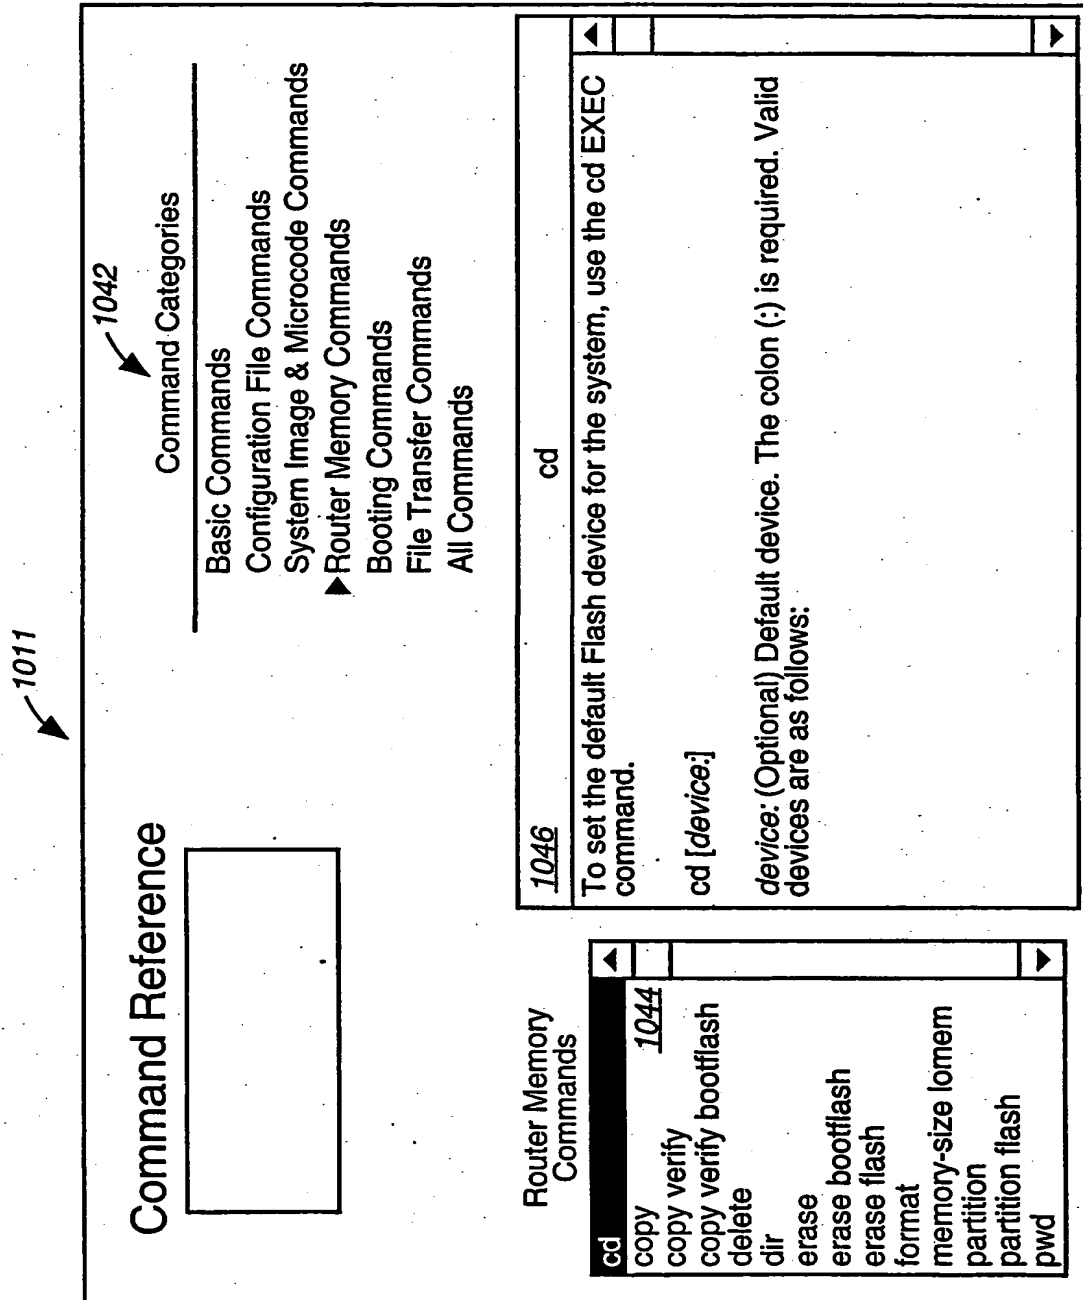 1011
Command Reference
1042
Command Categories
Basic Commands
Configuration File Commands
System Image & Microcode Commands
Router Memory Commands
Booting Commands
File Transfer Commands
All Commands
Router Memory
Commands
cd
copy
1044
copy verify
copy verify bootflash
delete
dir
erase
erase bootflash
erase flash
format
memory-size lomem
partition
partition flash
pwd
1046
cd
To set the default Flash device for the system, use the cd EXEC
command.
cd [device:]
device: (Optional) Default device. The colon (:) is required. Valid
devices are as follows: